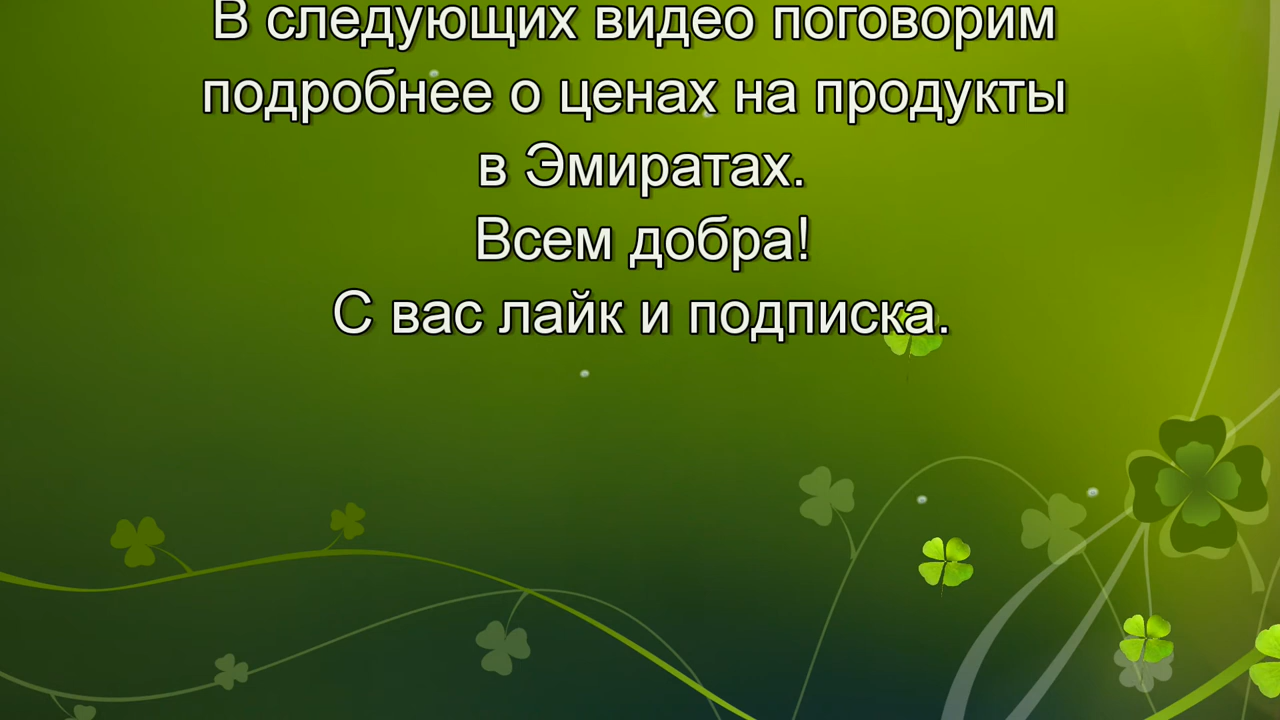 В следующих видео поговорим
подробнее о ценах на продукты
в Эмиратах.
Всем добра!
С вас лайк и подписка.